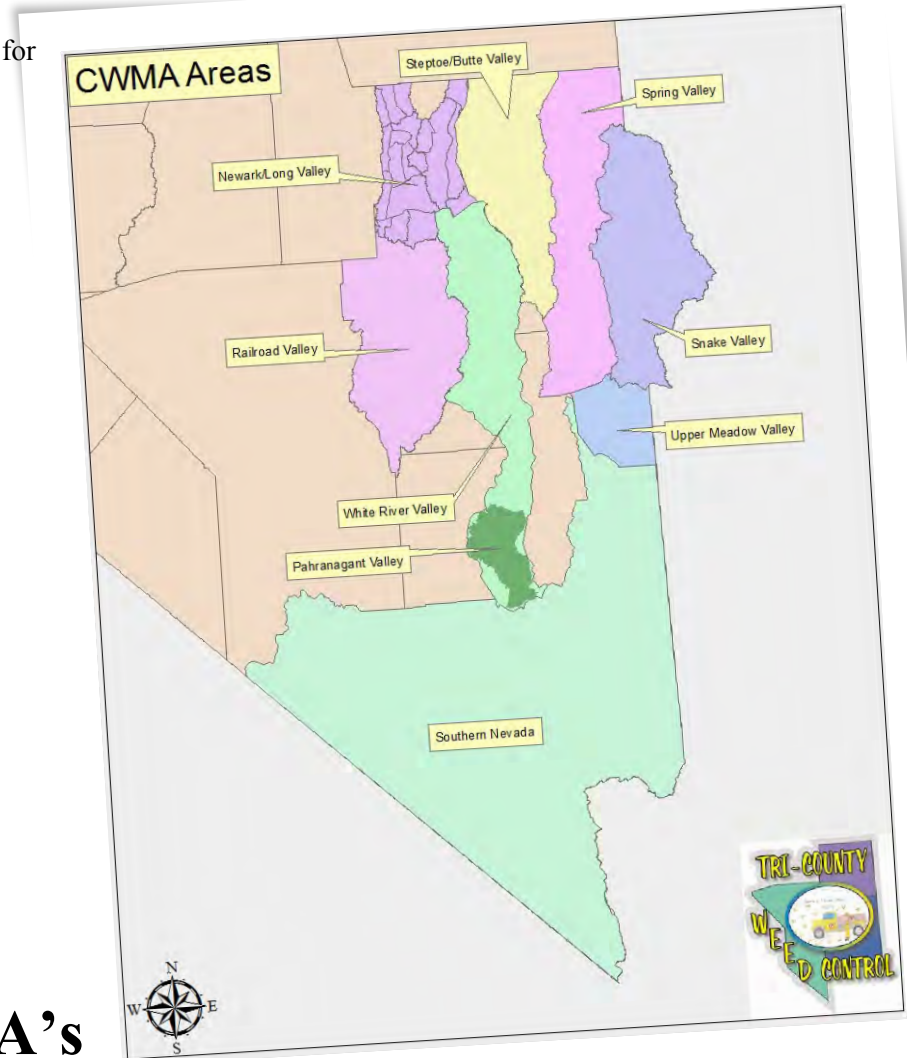 for
CWMA Areas
Steptoe/Butte Valley
Spring Valley
Newark/Long Valley
Railroad Valley
Snake Valley
Upper Meadow Valley
White River Valley
Pahranagant Valley
Southern Nevada
TRI-COUNTY
WEED CONTROL
N
W E
S
A's